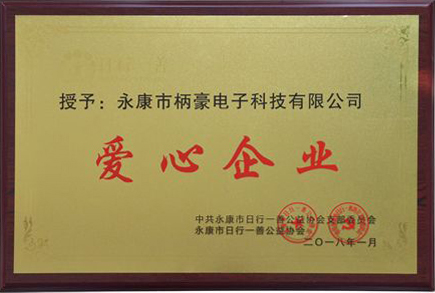 授予：永康市柄豪电子科技有限公司
爱心企业
中共永康市日行一善公益协会支部委员会
永康市日行一善公益协会
二〇一八年一月